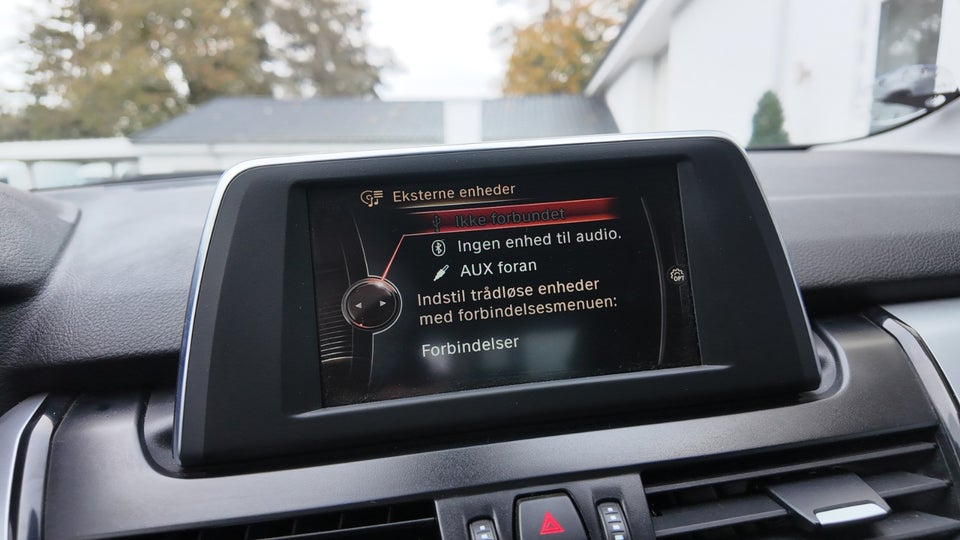 Eksterne enheder
Ikke forbundet
Ingen enhed til audio.
AUX foran
Indstil trådløse enheder
med forbindelsesmenuen:
Forbindelser
OPT